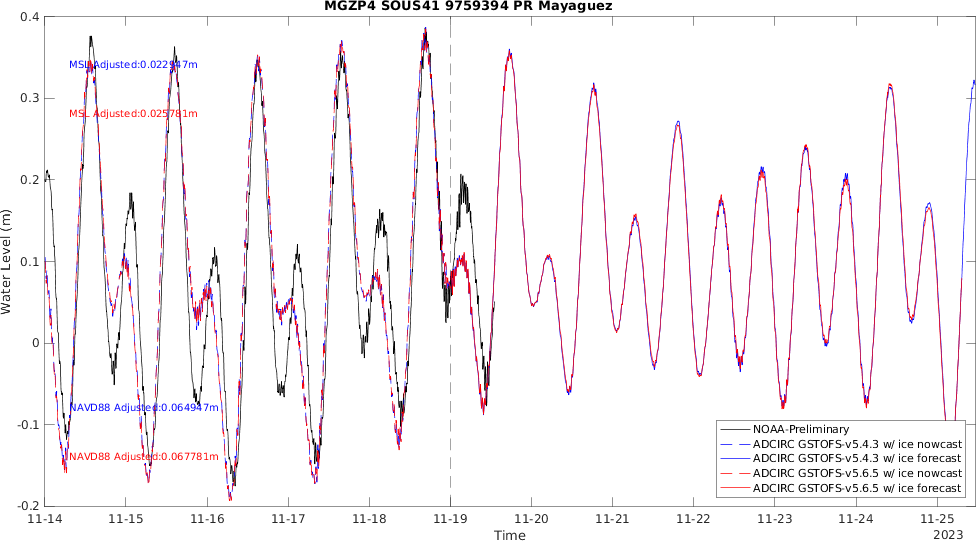 MGZP4 SOUS41 9759394 PR Mayaguez
Water Level (m)
0.4
0.3
0.2
0.1
0
-0.1
-0.2
MSL Adjusted:0.022947m
MSL Adjusted:0.025781m
NAVD88 Adjusted:0.064947m
NAVD88 Adjusted:0.067781m
NOAA-Preliminary
ADCIRC GSTOFS-v5.4.3 w/ ice nowcast
ADCIRC GSTOFS-v5.4.3 w/ ice forecast
ADCIRC GSTOFS-v5.6.5 w/ ice nowcast
ADCIRC GSTOFS-v5.6.5 w/ ice forecast
11-14 11-15 11-16 11-17 11-18 11-19 11-20 11-21 11-22 11-23 11-24 11-25
Time
2023